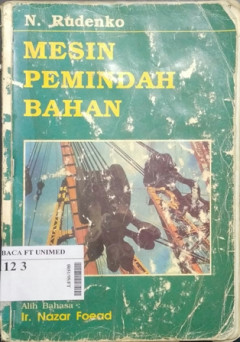 N. Rudenko
MESIN
PEMINDAH
BAHAN
BACA FT UNIMED
12 3
Alih Bahasa :
Ir. Nazar Foead